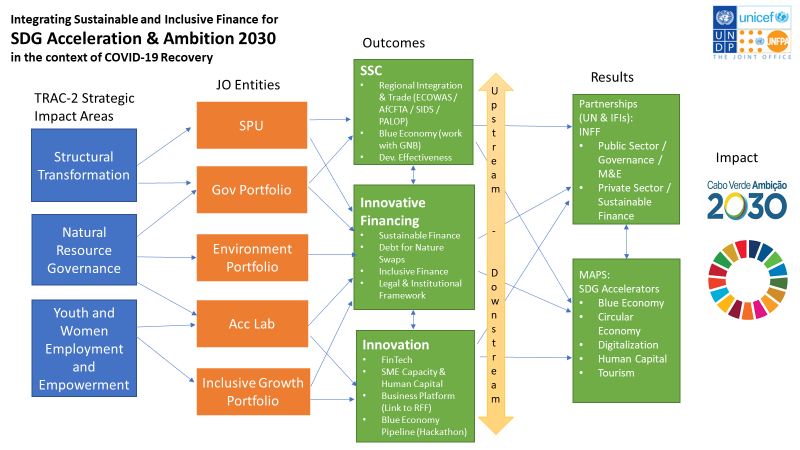 Integrating Sustainable and Inclusive Finance for
SDG Acceleration & Ambition 2030
in the context of COVID-19 Recovery
unicef
U N
D P
UNFPA
THE JOINT OFFICE
TRAC-2 Strategic
Impact Areas
Structural
Transformation
Natural
Resource
Governance
Youth and
Women
Employment
and
Empowerment
JO Entities
SPU
Gov Portfolio
Environment
Portfolio
Acc Lab
Inclusive Growth
Portfolio
Outcomes
SSC
• Regional Integration
& Trade (ECOWAS /
AfCFTA / SIDS /
PALOP)
• Blue Economy (work
with GNB)
• Dev. Effectiveness
Innovative
Financing
• Sustainable Finance
• Debt for Nature
Swaps
• Inclusive Finance
• Legal & Institutional
Framework
Innovation
• FinTech
• SME Capacity &
Human Capital
• Business Platform
(Link to RFF)
• Blue Economy
Pipeline (Hackathon)
Upstream - Downstream
Results
Partnerships
(UN & IFIs):
INFF
• Public Sector /
Governance /
M&E
• Private Sector /
Sustainable
Finance
MAPS:
SDG Accelerators
• Blue Economy
• Circular
Economy
• Digitalization
• Human Capital
• Tourism
Impact
Cabo Verde Ambição
2030